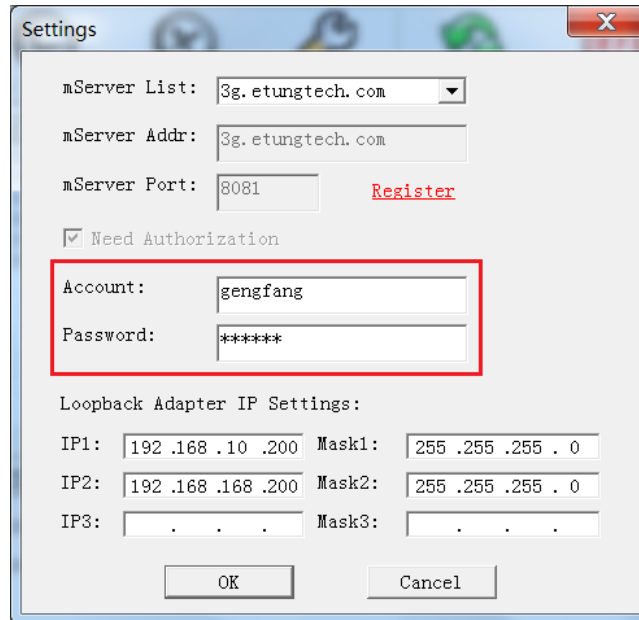 Settings
mServer List: 3g.etungtech.com
mServer Addr: 3g.etungtech.com
mServer Port: 8081 Register
Need Authorization
Account: gengfang
Password: ******
Loopback Adapter IP Settings:
IP1: 192 .168 .10 .200 Mask1: 255 .255 .255 . 0
IP2: 192 .168 .168 .200 Mask2: 255 .255 .255 . 0
IP3: . . . Mask3: . . .
OK Cancel